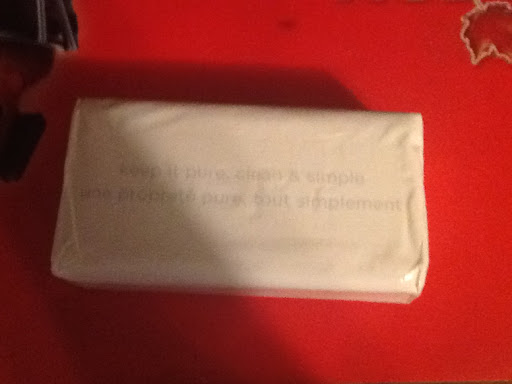 keep it pure, clean & simple
une propreté pure, tout simplement